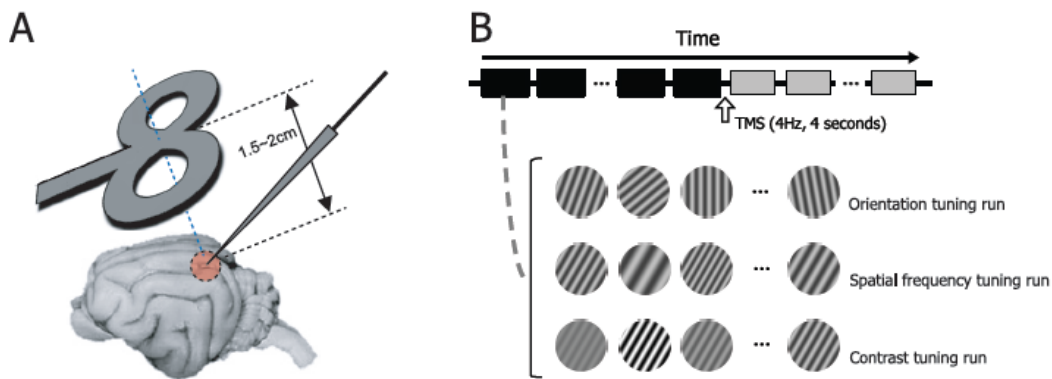 A
1.5~2cm
B
Time
...
...
TMS (4Hz, 4 seconds)
...
Orientation tuning run
...
Spatial frequency tuning run
...
Contrast tuning run